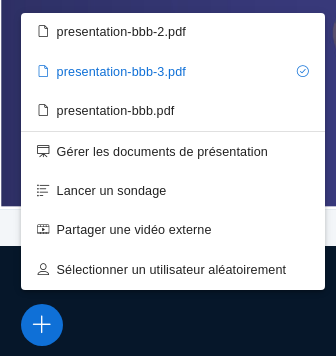 presentation-bbb-2.pdf
presentation-bbb-3.pdf
presentation-bbb.pdf
Gérer les documents de présentation
Lancer un sondage
Partager une vidéo externe
Sélectionner un utilisateur aléatoirement